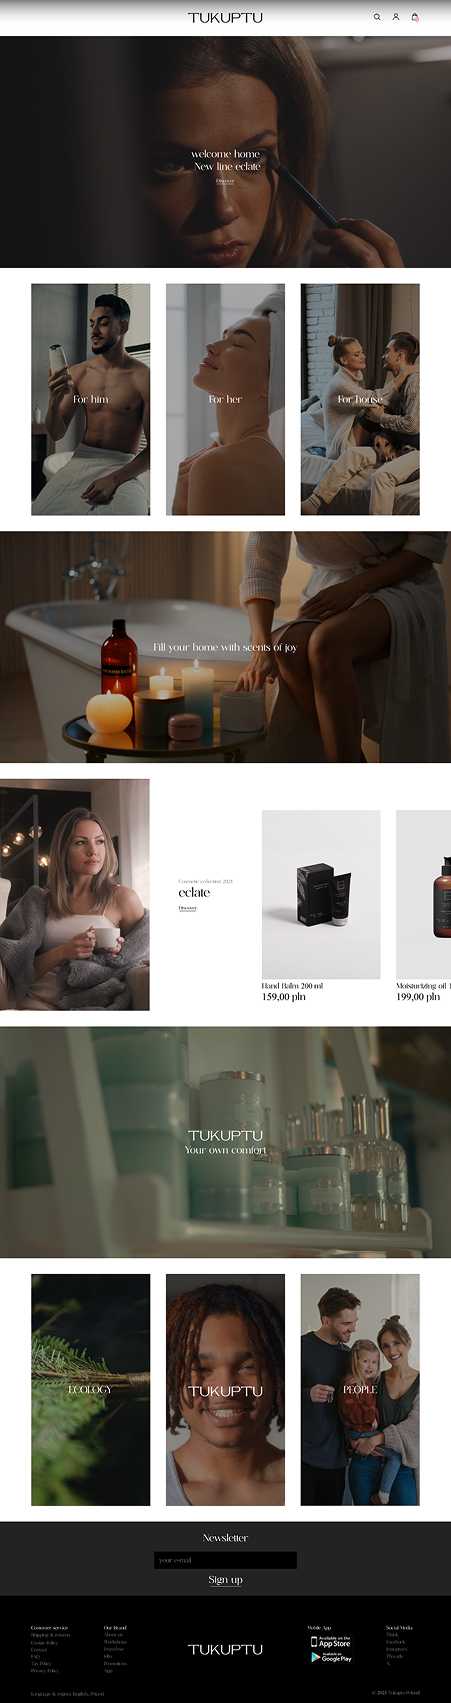 TUKUPTU
welcome home
New line eclate
Discover
For him
For her
For house
Fill your home with scents of joy
Cosmetic collection 2023
eclate
Discover
Hand Balm 200 ml
159,00 pln
Moisturizing oil
199,00 pln
TUKUPTU
Your own comfort
ECOLOGY
TUKUPTU
PEOPLE
Newsletter
your e-mail
Sign up
Customer service
Shipping & returns
Cookie Policy
Contact
FAQ
Tax Policy
Privacy Policy
Our Brand
About us
Workshops
Promotions
App
TUKUPTU
Mobile App
Available on the
App Store
Available on
Google Play
Social Media
Tiktok
Facebook
Instagram
Threads
X
Language & region: English, Poland
© 2023 Tukuptu Poland